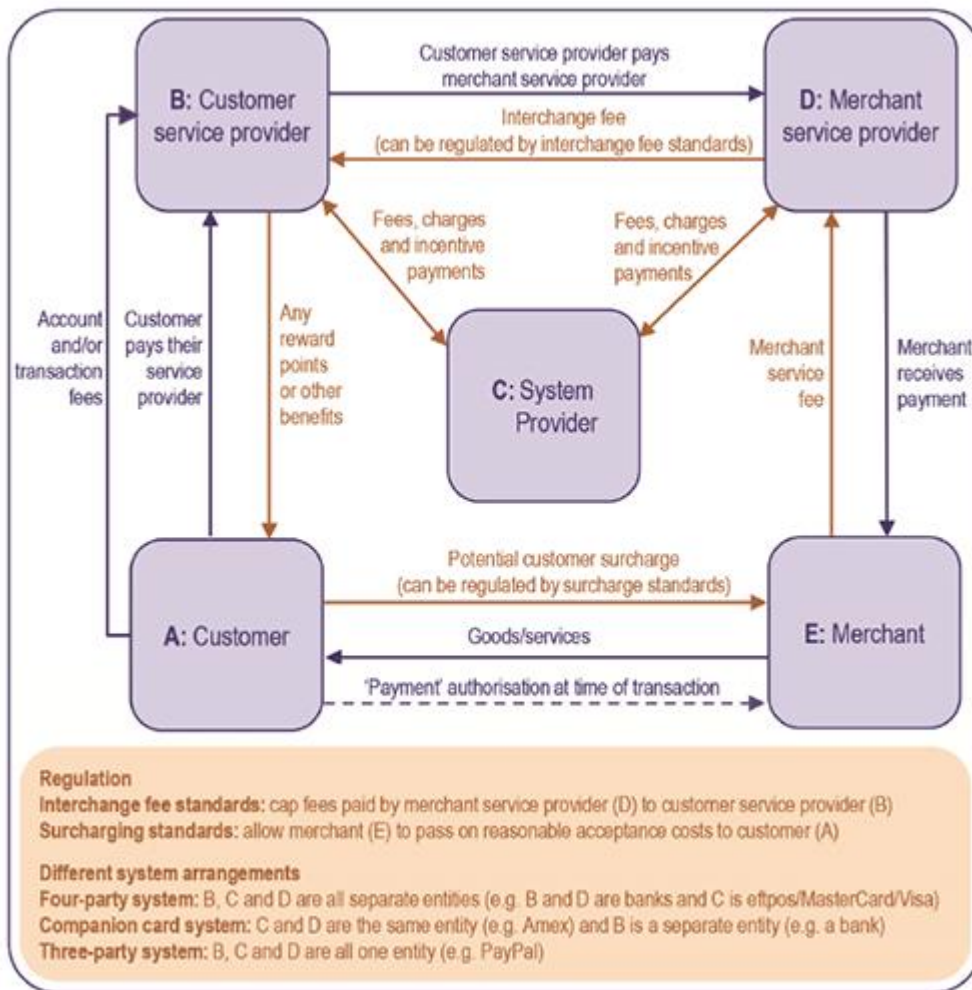 Customer service provider pays
merchant service provider
B: Customer
service provider
D: Merchant
service provider
Interchange fee
(can be regulated by interchange fee standards)
Fees, charges
and incentive
payments
Fees, charges
and incentive
payments
Account
and/or
transaction
fees
Customer
pays their
service
provider
Any
reward
points
or other
benefits
C: System
Provider
Merchant
service
fee
Merchant
receives
payment
Potential customer surcharge
(can be regulated by surcharge standards)
A: Customer
E: Merchant
Goods/services
'Payment' authorisation at time of transaction
Regulation
Interchange fee standards: cap fees paid by merchant service provider (D) to customer service provider (B)
Surcharging standards: allow merchant (E) to pass on reasonable acceptance costs to customer (A)
Different system arrangements
Four-party system: B, C and D are all separate entities (e.g. B and D are banks and C is eftpos/MasterCard/Visa)
Companion card system: C and D are the same entity (e.g. Amex) and B is a separate entity (e.g. a bank)
Three-party system: B, C and D are all one entity (e.g. PayPal)